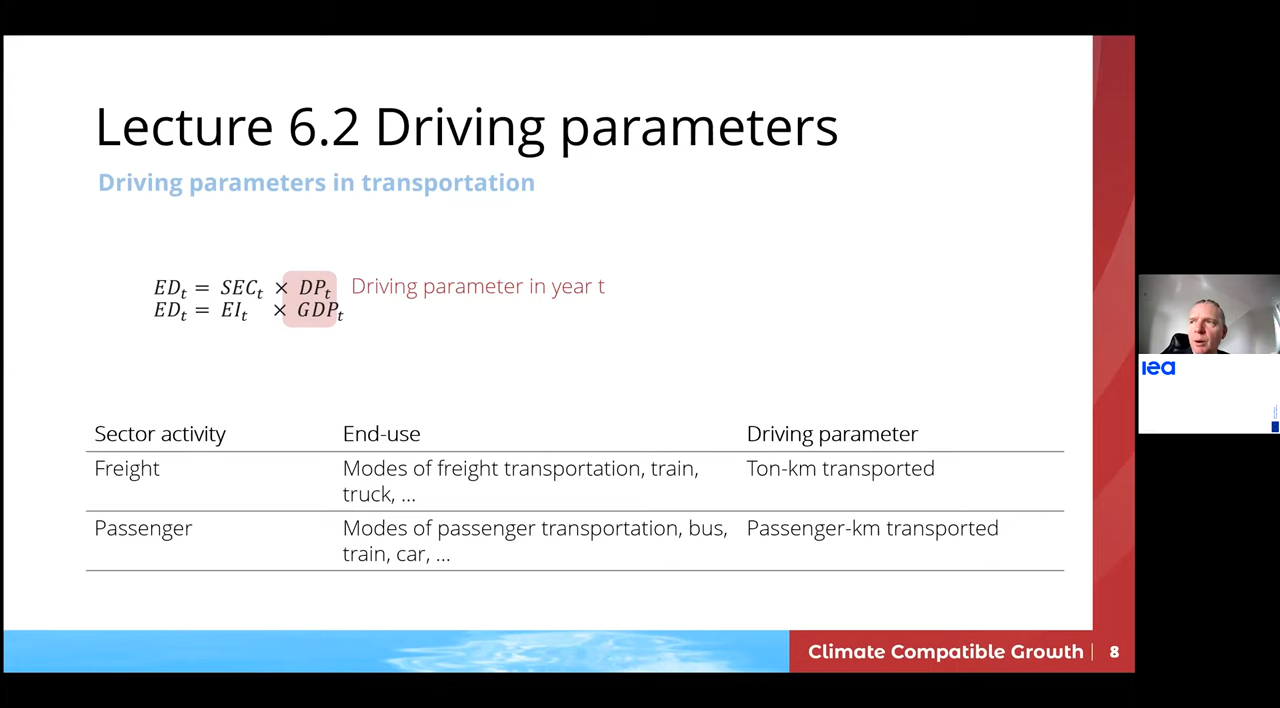 Lecture 6.2 Driving parameters
Driving parameters in transportation
ED_t = SEC_t × DP_t Driving parameter in year t
ED_t = EI_t × GDP_t
Sector activity End-use Driving parameter
Freight Modes of freight transportation, train, Ton-km transported
truck, ...
Passenger Modes of passenger transportation, bus, Passenger-km transported
train, car, ...
Climate Compatible Growth 8
iea